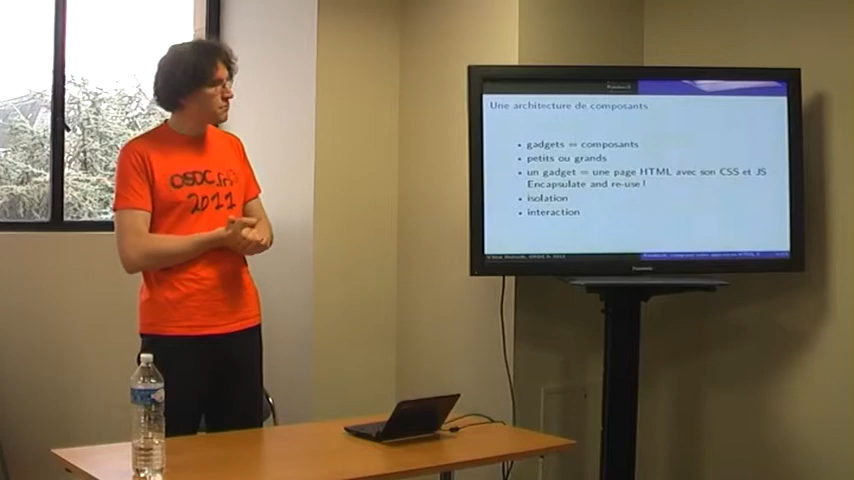 OSDC.fr
2011
Une architecture de composants
gadgets = composants
petits ou grands
un gadget = une page HTML avec son CSS et JS
Encapsulate and re-use !
isolation
interaction
Panasonic